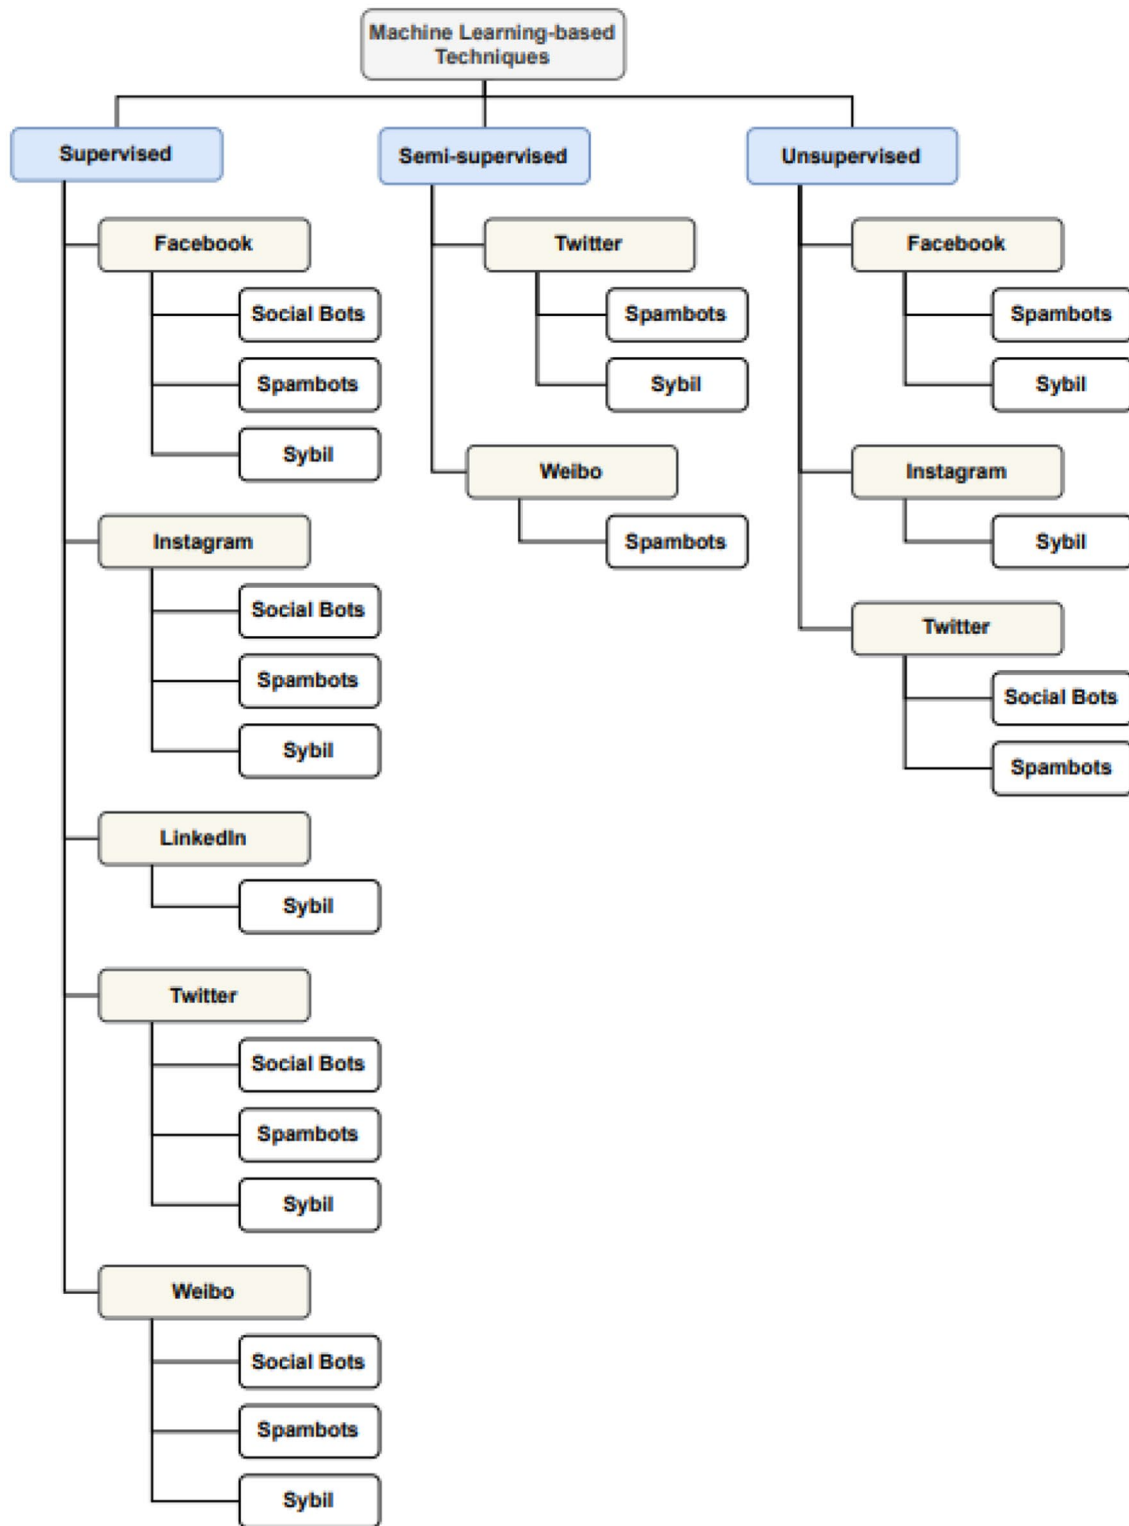 Machine Learning-based
Techniques
Supervised
Facebook
Social Bots
Spambots
Sybil
Instagram
Social Bots
Spambots
Sybil
LinkedIn
Sybil
Twitter
Social Bots
Spambots
Sybil
Weibo
Social Bots
Spambots
Sybil
Semi-supervised
Twitter
Spambots
Sybil
Weibo
Spambots
Unsupervised
Facebook
Spambots
Sybil
Instagram
Sybil
Twitter
Social Bots
Spambots